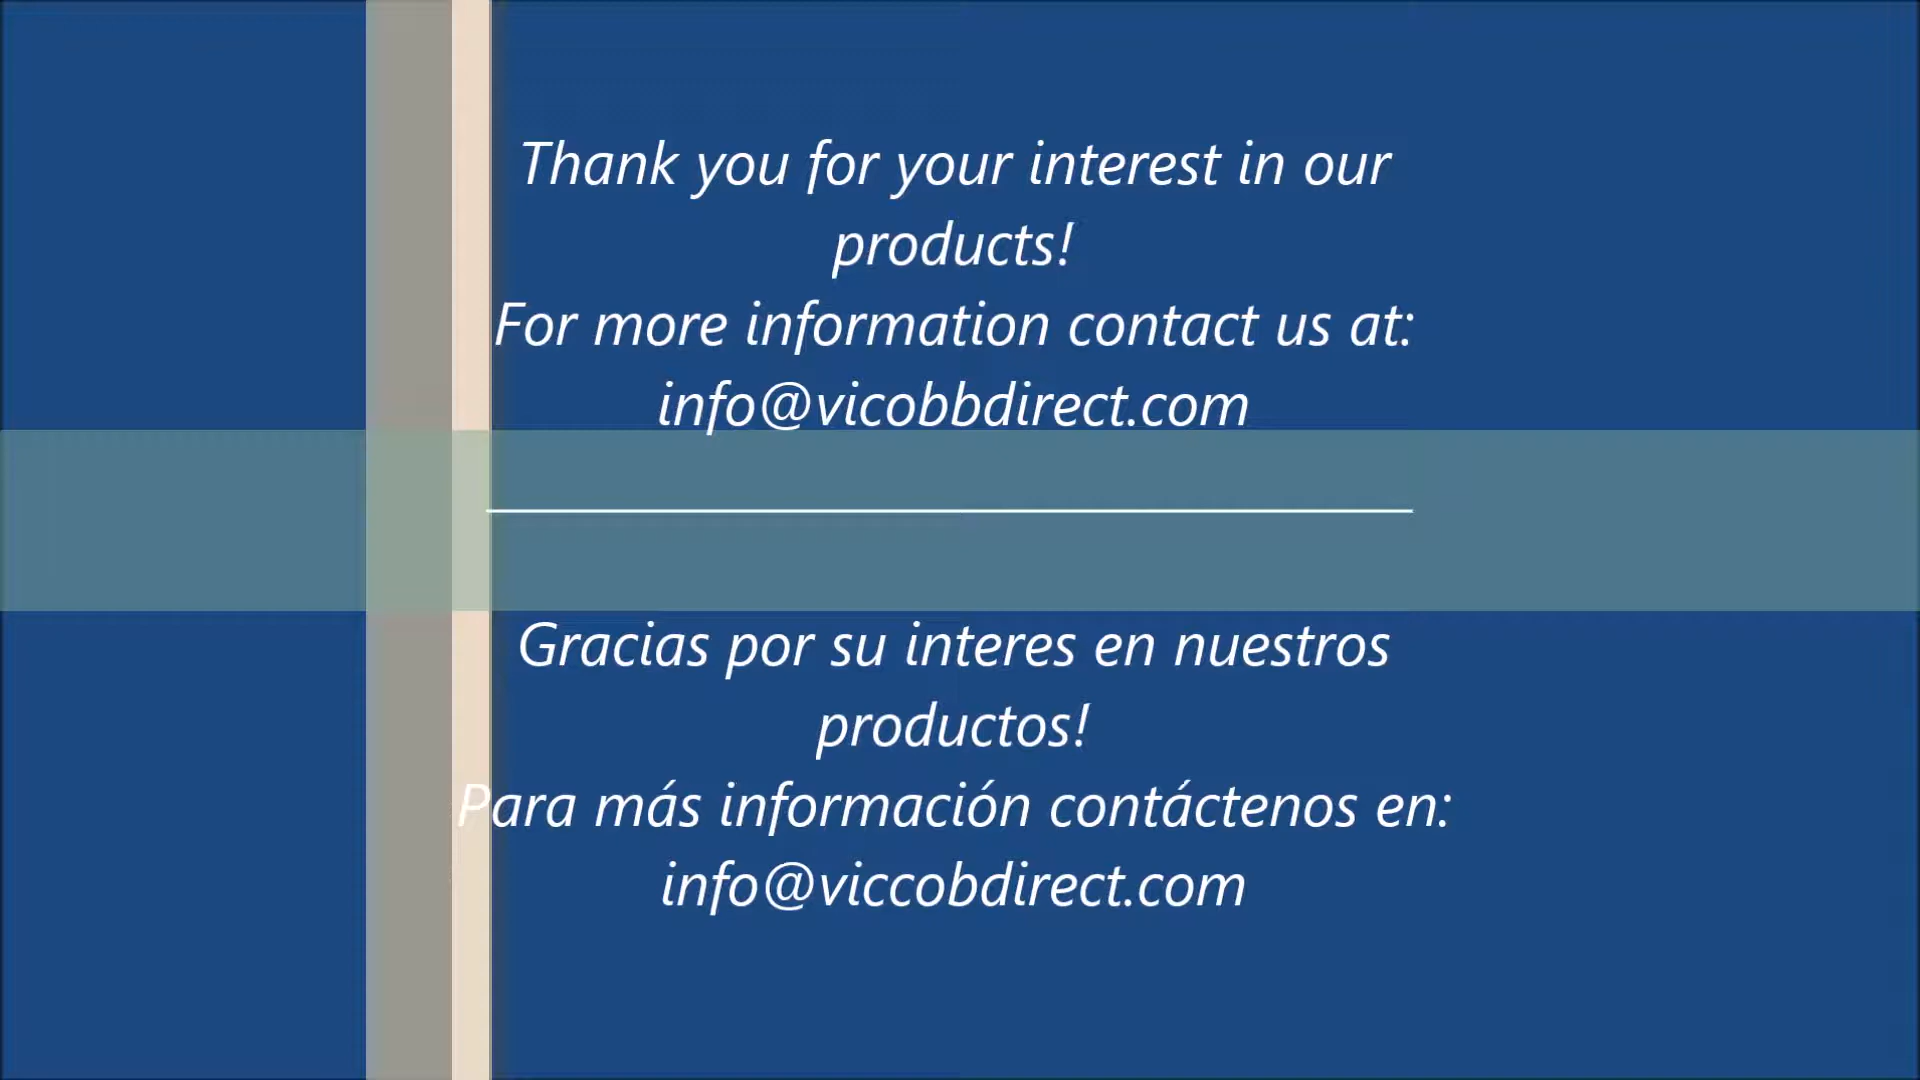 Thank you for your interest in our
products!
For more information contact us at:
info@vicobbdirect.com
Gracias por su interes en nuestros
productos!
Para más información contáctenos en:
info@viccobdirect.com